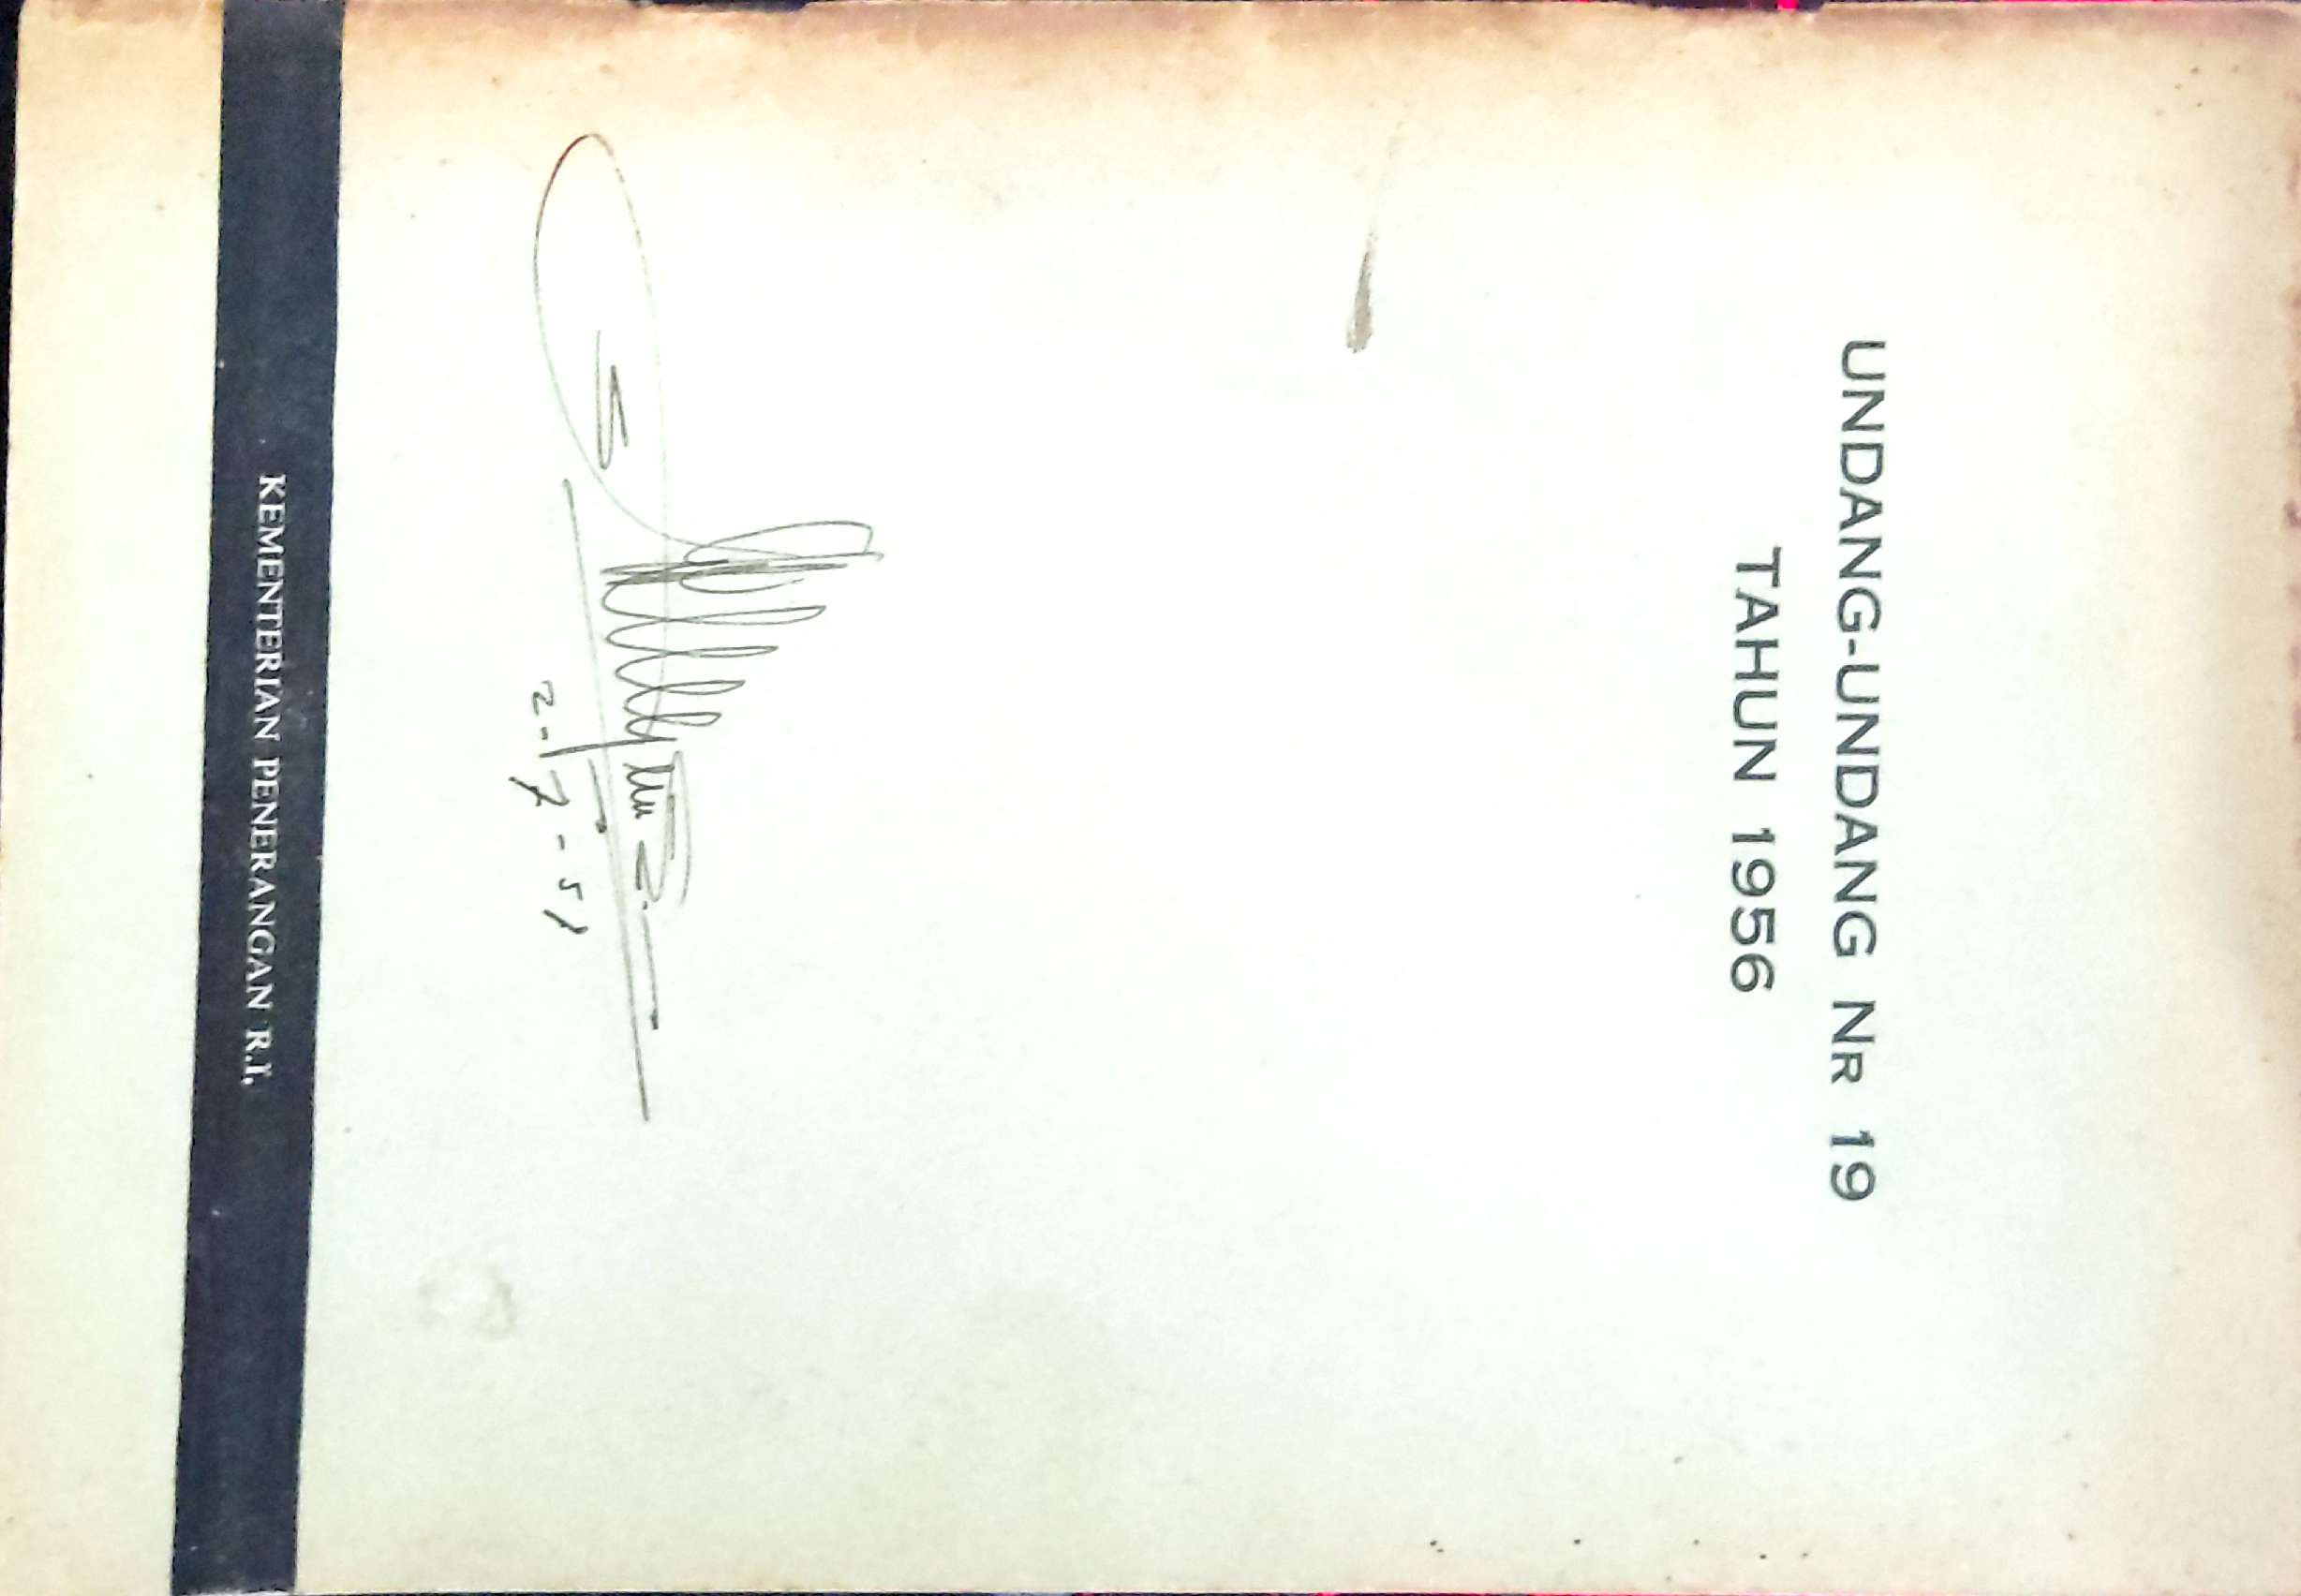 UNDANG-UNDANG NR 19
TAHUN 1956
KEMENTERIAN PENERANGAN R.I.